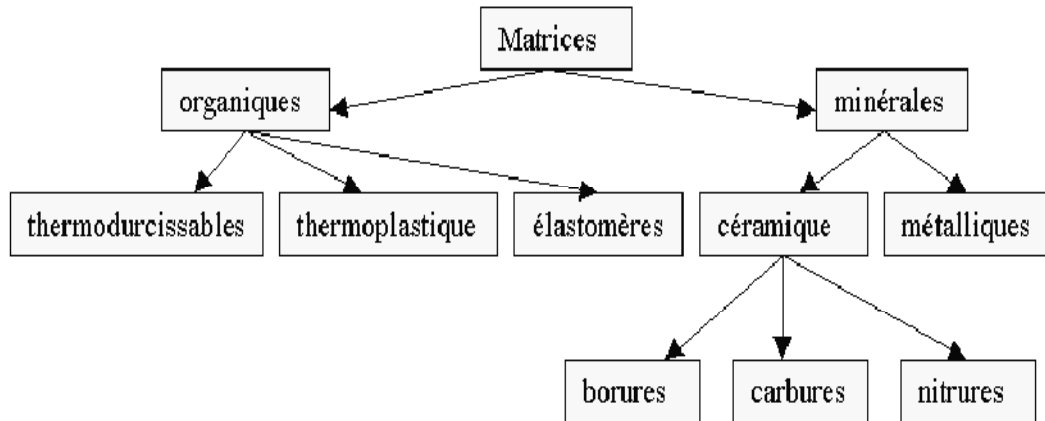 Matrices
organiques
minérales
thermodurcissables
thermoplastique
élastomères
céramique
métalliques
borures
carbures
nitrures